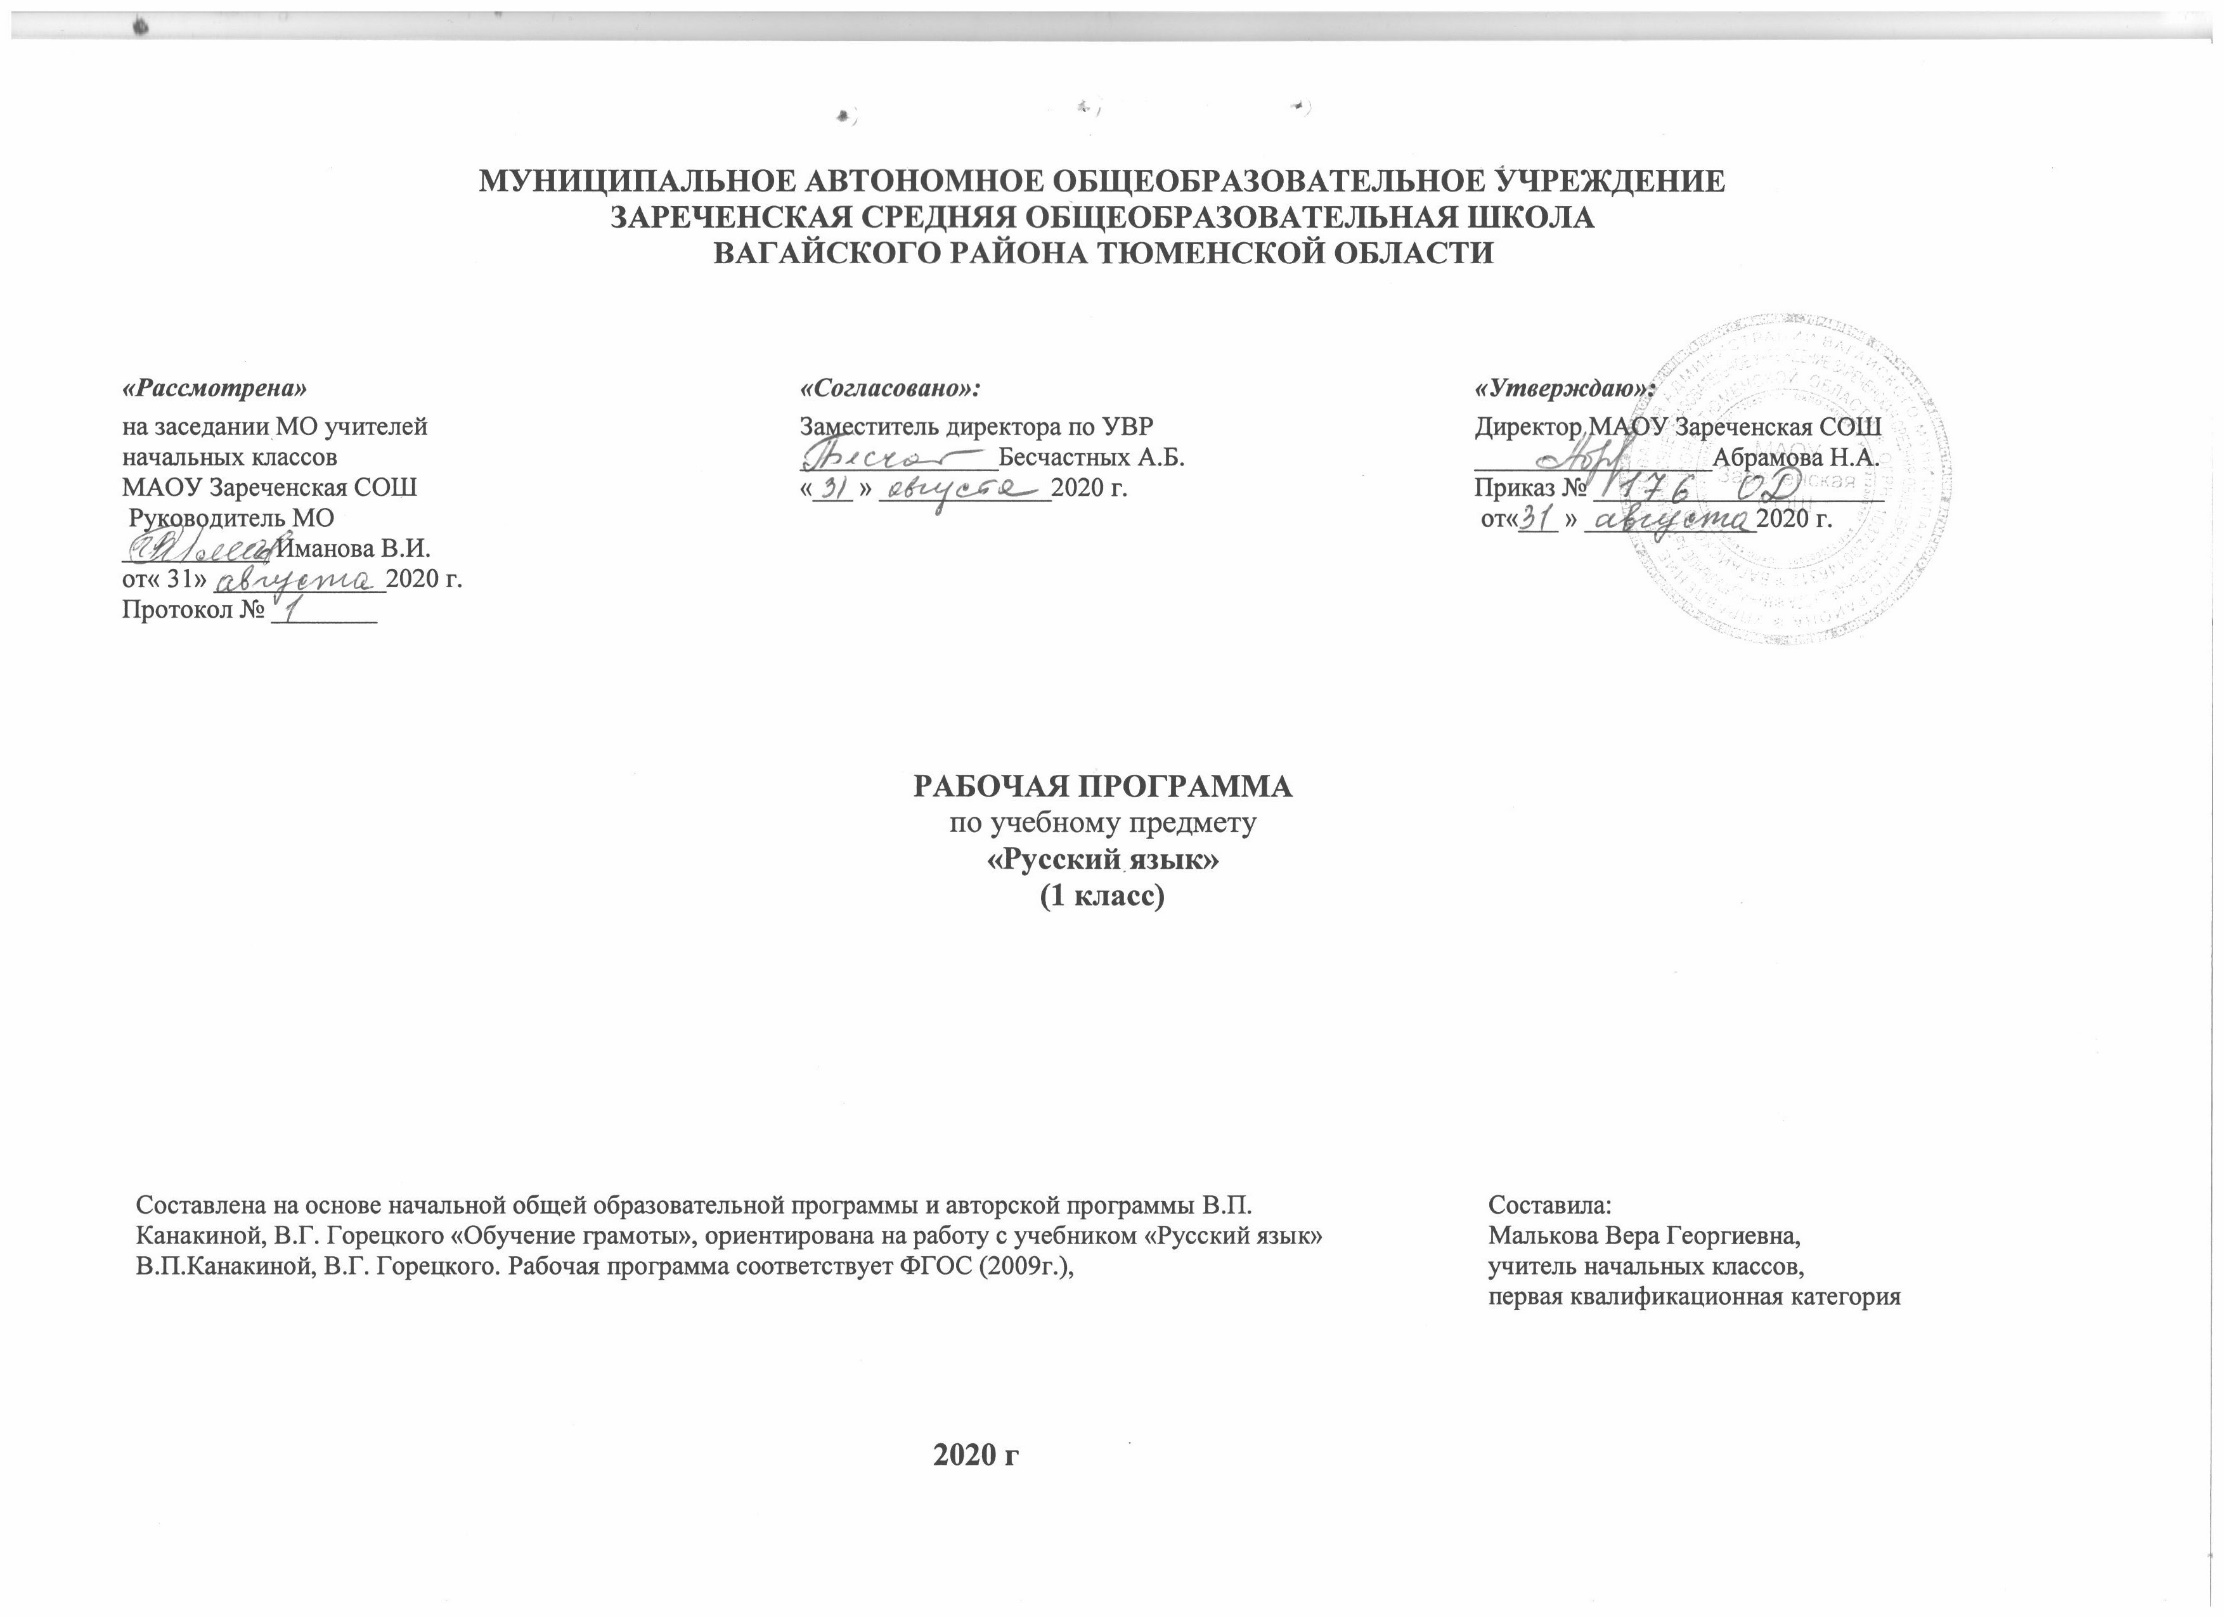 МУНИЦИПАЛЬНОЕ АВТОНОМНОЕ ОБЩЕОБРАЗОВАТЕЛЬНОЕ УЧРЕЖДЕНИЕ
ЗАРЕЧЕНСКАЯ СРЕДНЯЯ ОБЩЕОБРАЗОВАТЕЛЬНАЯ ШКОЛА
ВАГАЙСКОГО РАЙОНА ТЮМЕНСКОЙ ОБЛАСТИ
«Рассмотрена»
на заседании МО учителей
начальных классов
МАОУ Зареченская СОШ
Руководитель МО
Иманова В.И.
от« 31» августа 2020 г.
Протокол № 1
«Согласовано»:
Заместитель директора по УВР
Бесчастных А.Б.
« 31 » августа 2020 г.
«Утверждаю»:
Директор МАОУ Зареченская СОШ
Абрамова Н.А.
Приказ № 176 ОД
от«31 » августа 2020 г.
МАОУ
Зареченская
СОШ
РАБОЧАЯ ПРОГРАММА
по учебному предмету
«Русский язык»
(1 класс)
Составлена на основе начальной общей образовательной программы и авторской программы В.П.
Канакиной, В.Г. Горецкого «Обучение грамоты», ориентирована на работу с учебником «Русский язык»
В.П.Канакиной, В.Г. Горецкого. Рабочая программа соответствует ФГОС (2009г.),
Составила:
Малькова Вера Георгиевна,
учитель начальных классов,
первая квалификационная категория
2020 г